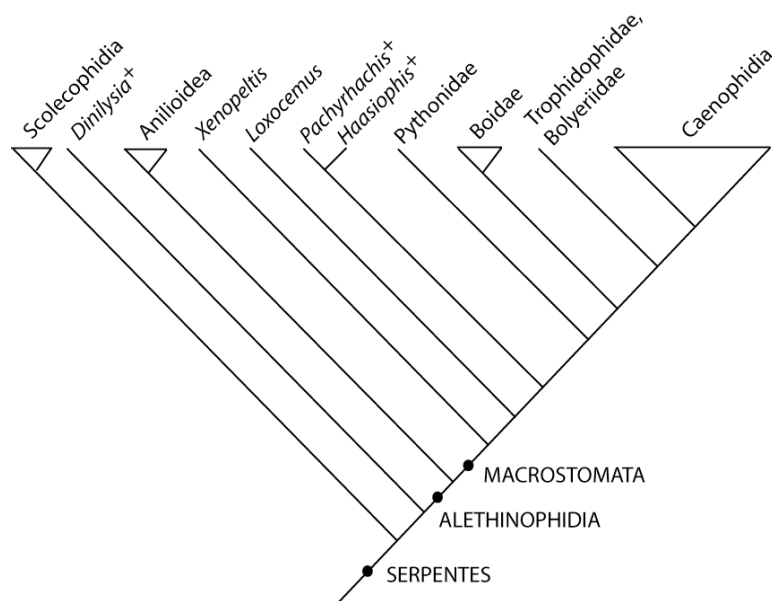 Scolecophidia
Dinilysia+
Anilioidea
Xenopeltis
Loxocemus
Pachyrhachis+
Haasiophis+
Pythonidae
Boidae
Trophidophidae,
Bolyeriidae
Caenophidia
MACROSTOMATA
ALETHINOPHIDIA
SERPENTES